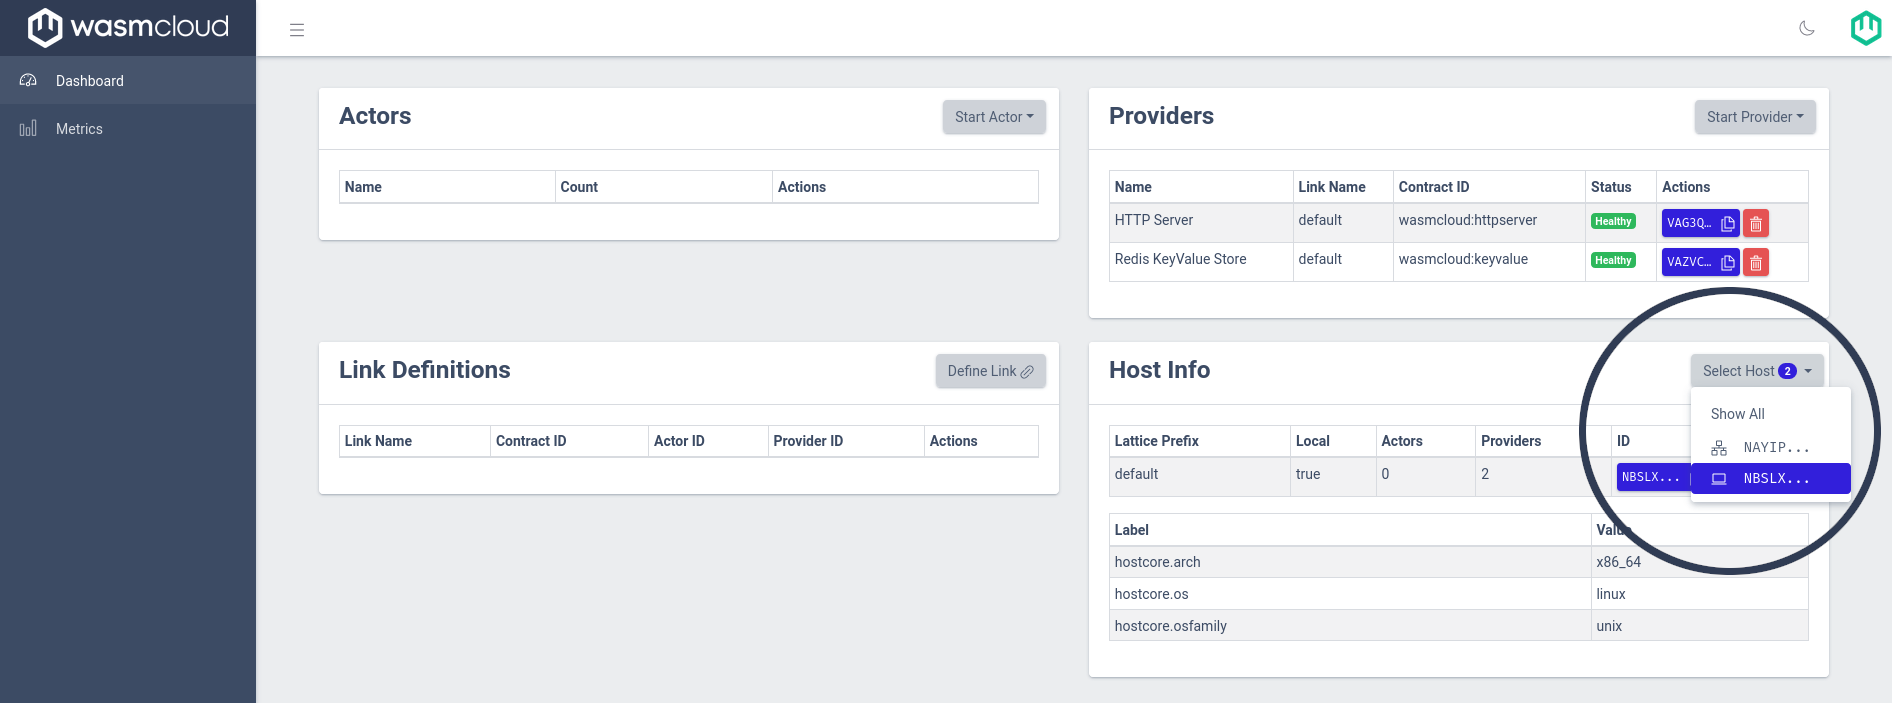 wasmcloud
Dashboard
Metrics
Actors
Start Actor
Name Count Actions
Providers
Start Provider
Name Link Name Contract ID Status Actions
HTTP Server default wasmcloud:httpserver Healthy VAG3Q...
Redis KeyValue Store default wasmcloud:keyvalue Healthy VAZVC...
Link Definitions
Define Link
Link Name Contract ID Actor ID Provider ID Actions
Host Info
Select Host 2
Show All
NAYIP...
NBSLX...
Lattice Prefix Local Actors Providers ID
default true 0 2 NBSLX...
Label Value
hostcore.arch x86_64
hostcore.os linux
hostcore.osfamily unix